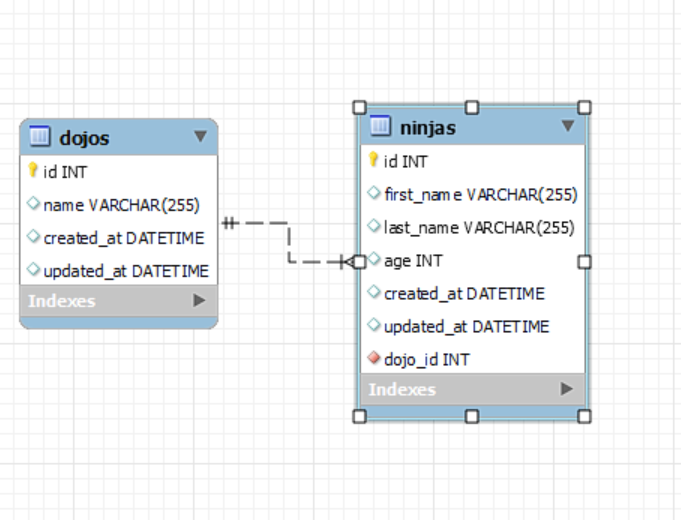 dojos
id INT
name VARCHAR(255)
created_at DATETIME
updated_at DATETIME
Indexes
ninjas
id INT
first_name VARCHAR(255)
last_name VARCHAR(255)
age INT
created_at DATETIME
updated_at DATETIME
dojo_id INT
Indexes